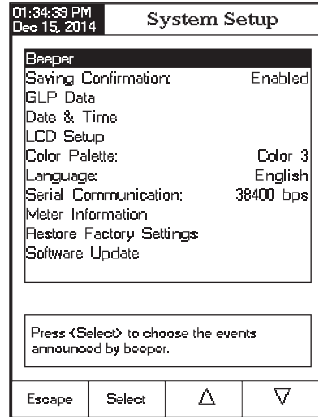 01:34:39 PM
Dec 15, 2014
System Setup
Beeper
Saving Confirmation: Enabled
GLP Data
Date & Time
LCD Setup
Color Palette: Color 3
Language: English
Serial Communication: 38400 bps
Meter Information
Restore Factory Settings
Software Update
Press <Select> to choose the events
announced by beeper.
Escape Select △ ▽